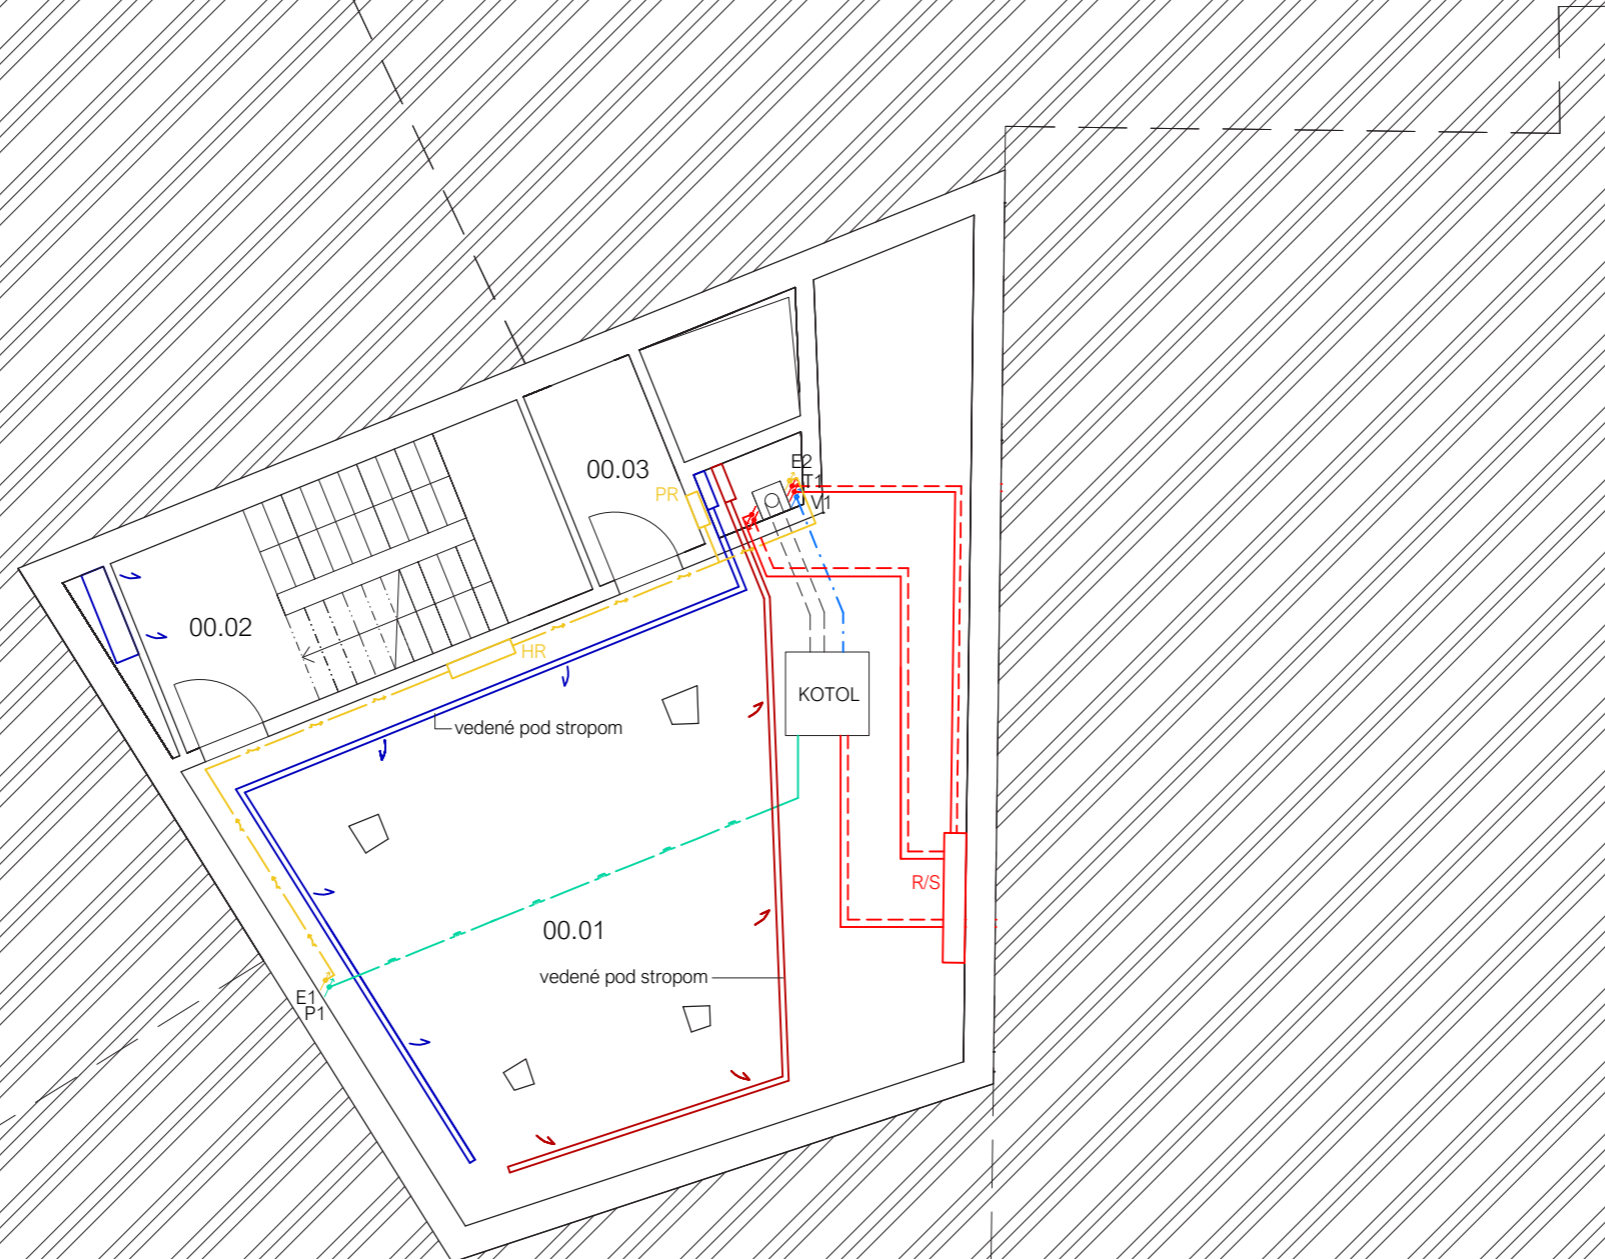 E2
00.03
T1
PR
V1
00.02
HR
KOTOL
vedené pod stropom
R/S
00.01
vedené pod stropom
E1
P1